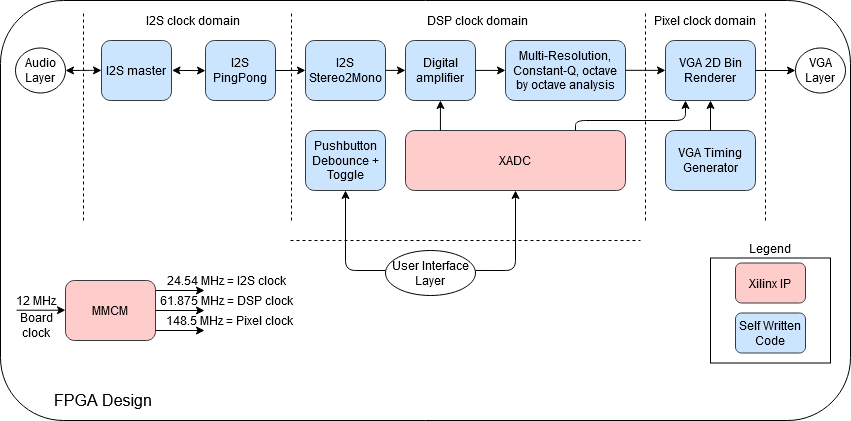 I2S clock domain
DSP clock domain
Pixel clock domain
Audio
Layer
I2S master
I2S
PingPong
I2S
Stereo2Mono
Digital
amplifier
Multi-Resolution,
Constant-Q, octave
by octave analysis
VGA 2D Bin
Renderer
VGA
Layer
Pushbutton
Debounce +
Toggle
XADC
VGA Timing
Generator
User Interface
Layer
Legend
Xilinx IP
Self Written
Code
12 MHz
Board
clock
MMCM
24.54 MHz = I2S clock
61.875 MHz = DSP clock
148.5 MHz = Pixel clock
FPGA Design